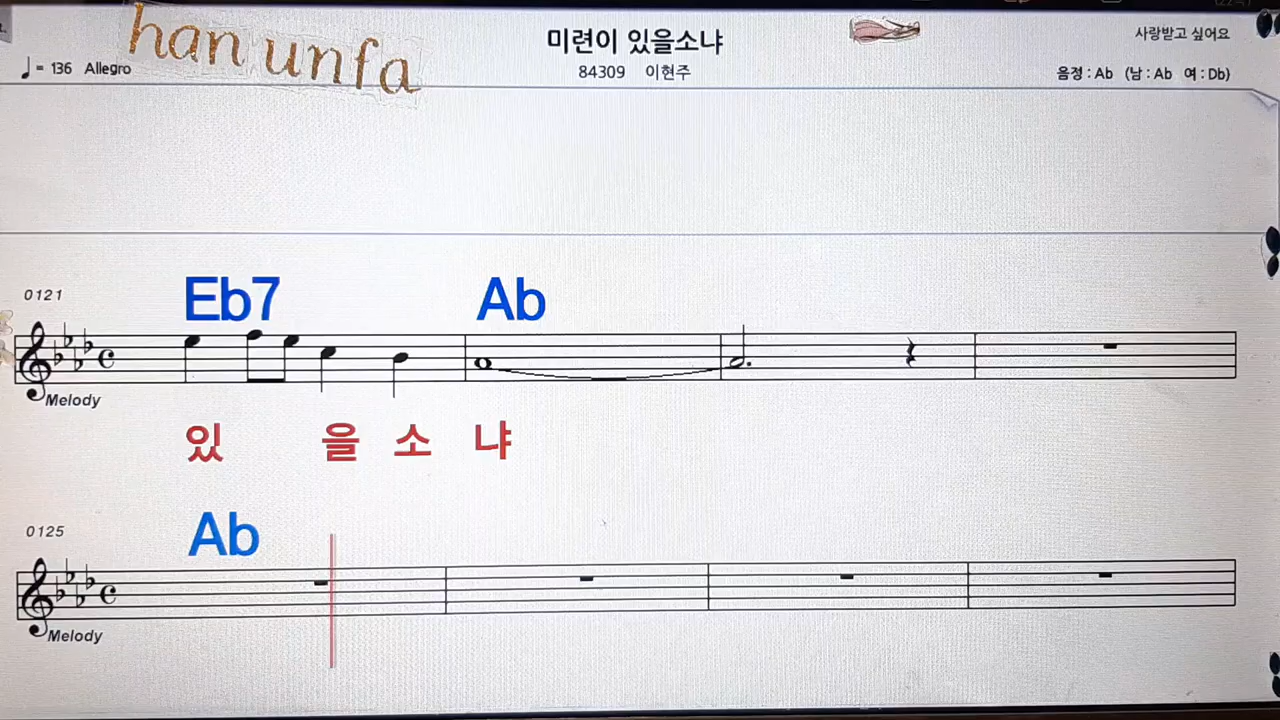 han unfa
미련이 있을소냐
사랑받고 싶어요
♩= 136 Allegro
84309 이현주
음정 : Ab (남 : Ab 여 : Db)
0121
Eb7 Ab
Melody
있 을 소 냐
0125
Ab
Melody